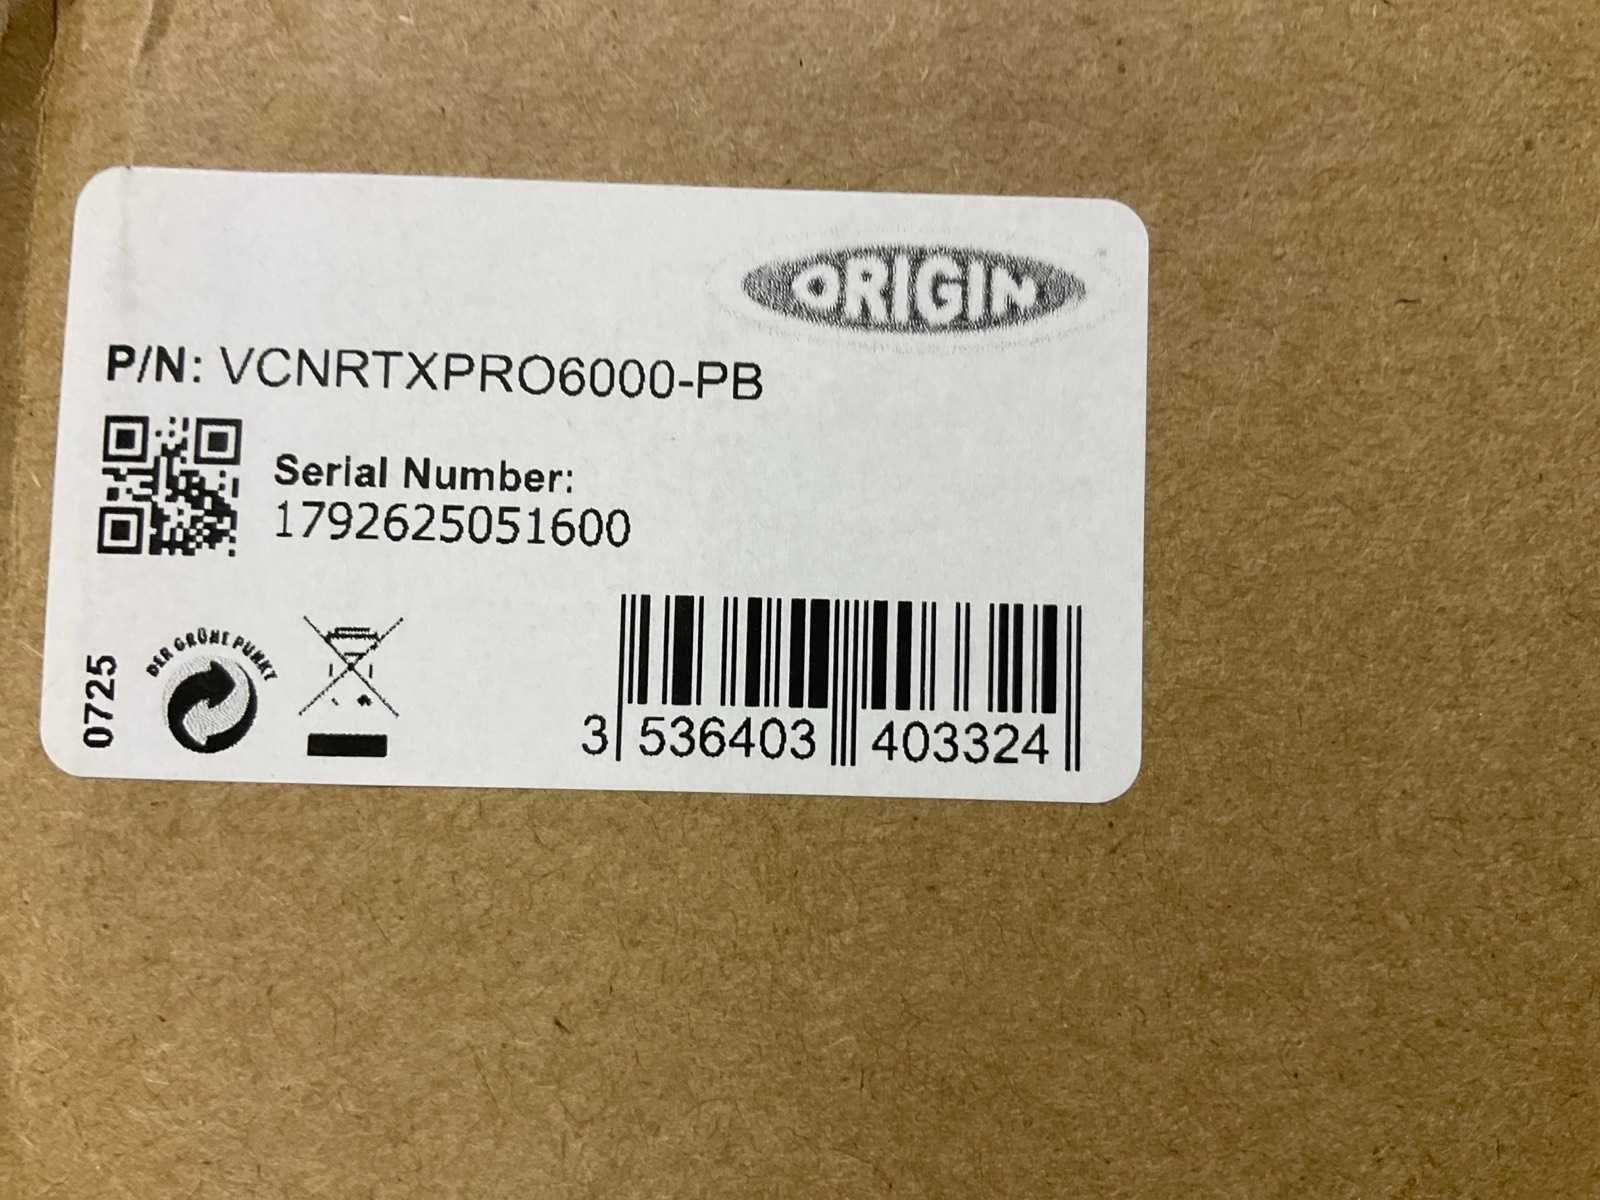 ORIGIN
P/N: VCNRTXPRO6000-PB
Serial Number:
1792625051600
0725
DER GRÜNE PUNKT
3 536403 403324